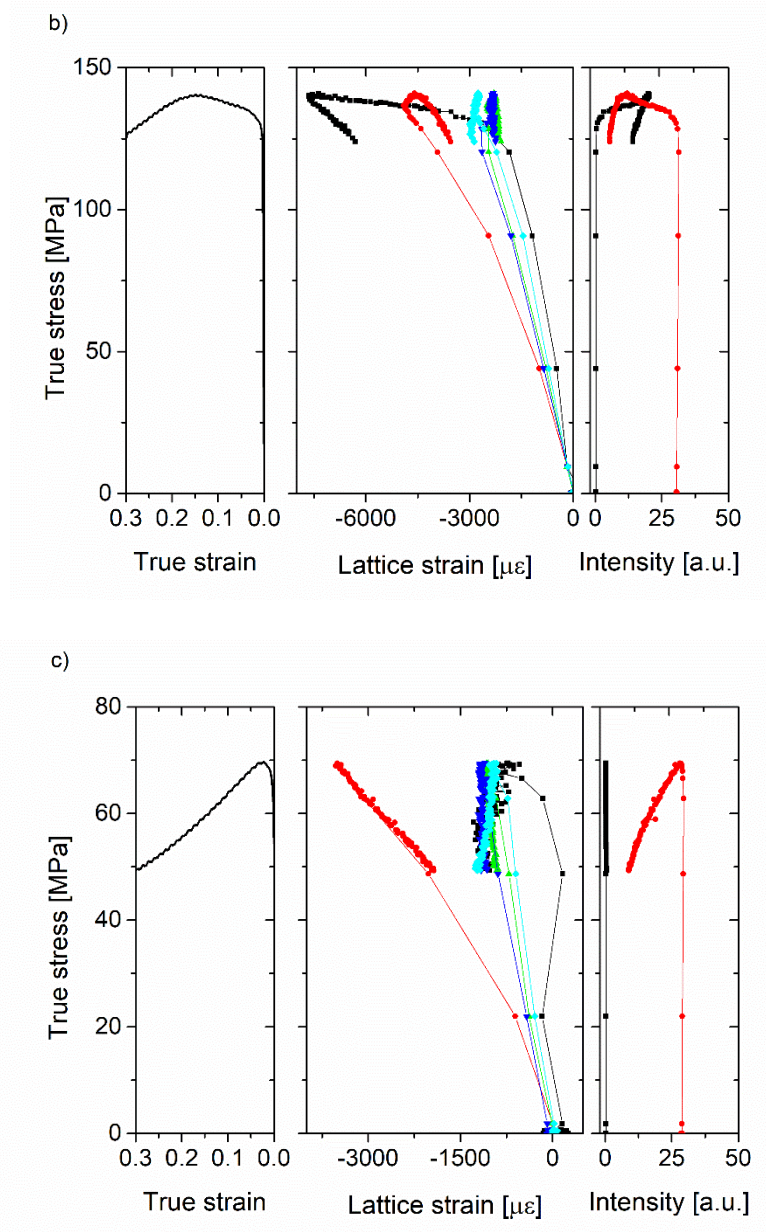 b)
150
100
50
0
True stress [MPa]
0.3 0.2 0.1 0.0
-6000 -3000 0
0 25 50
True strain
Lattice strain [με]
Intensity [a.u.]
c)
80
60
40
20
0
True stress [MPa]
0.3 0.2 0.1 0.0
-3000 -1500 0
0 25 50
True strain
Lattice strain [με]
Intensity [a.u.]